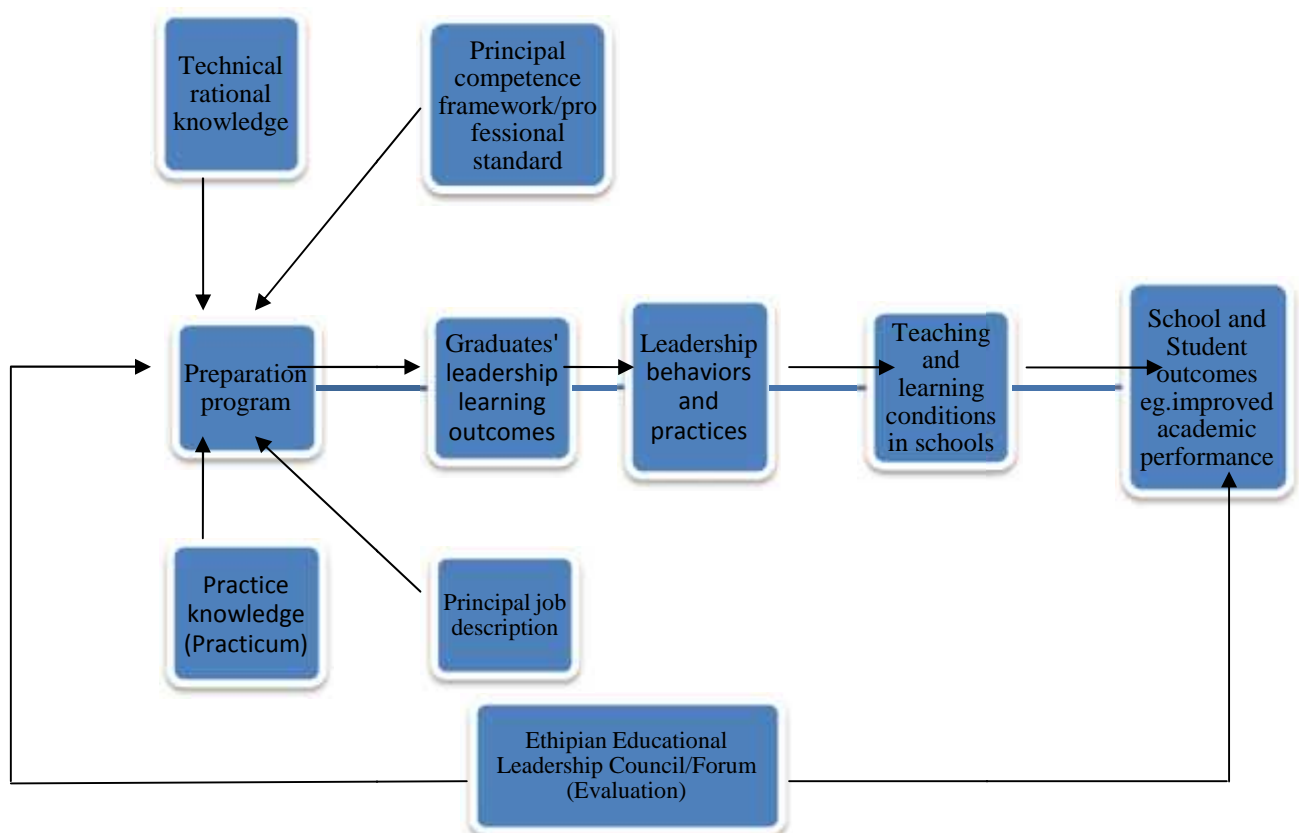 Technical
rational
knowledge
Principal
competence
framework/pro
fessional
standard
Preparation
program
Graduates'
leadership
learning
outcomes
Leadership
behaviors
and
practices
Teaching
and
learning
conditions
in schools
School and
Student
outcomes
eg.improved
academic
performance
Practice
knowledge
(Practicum)
Principal job
description
Ethipian Educational
Leadership Council/Forum
(Evaluation)